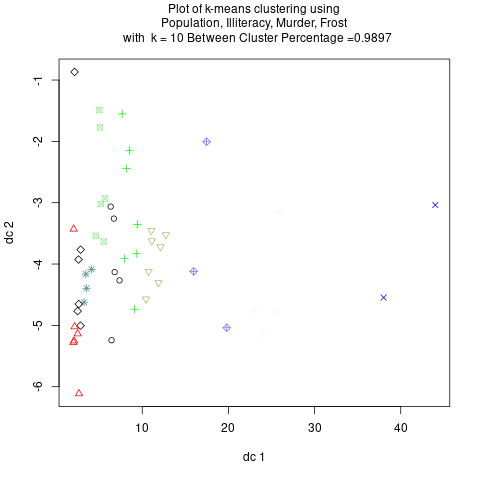 Plot of k-means clustering using
Population, Illiteracy, Murder, Frost
with k = 10 Between Cluster Percentage =0.9897
-1
-2
-3
-4
-5
-6
dc 2
10
20
30
40
dc 1